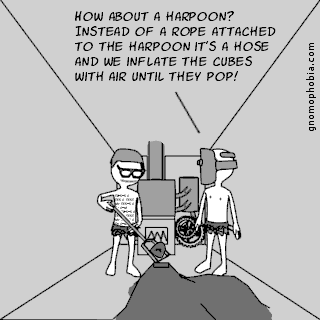 How about a harpoon?
Instead of a rope attached
to the harpoon it's a hose
and we inflate the cubes
with air until they pop!
gnomophobia.com